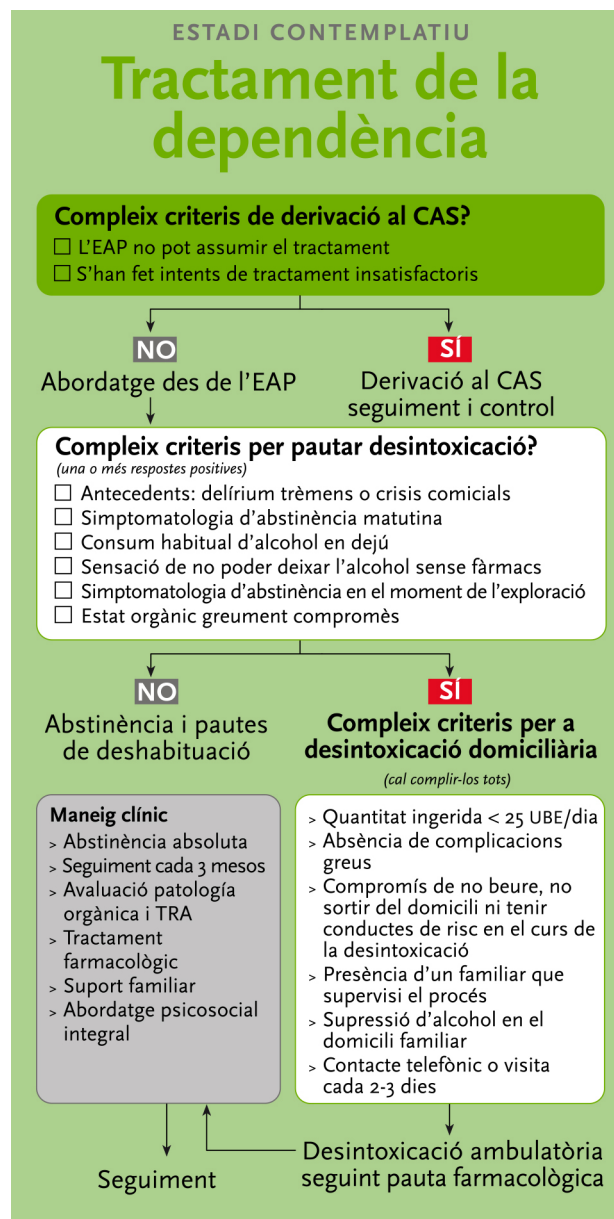 ESTADI CONTEMPLATIU
Tractament de la
dependència
Compleix criteris de derivació al CAS?
☐ L'EAP no pot assumir el tractament
☐ S'han fet intents de tractament insatisfactoris
NO
Abordatge des de l'EAP
SÍ
Derivació al CAS
seguiment i control
Compleix criteris per pautar desintoxicació?
(una o més respostes positives)
☐ Antecedents: delírium trèmens o crisis comicials
☐ Simptomatologia d'abstinència matutina
☐ Consum habitual d'alcohol en dejú
☐ Sensació de no poder deixar l'alcohol sense fàrmacs
☐ Simptomatologia d'abstinència en el moment de l'exploració
☐ Estat orgànic greument compromès
NO
Abstinència i pautes
de deshabituació
Maneig clínic
> Abstinència absoluta
> Seguiment cada 3 mesos
> Avaluació patología
orgànica i TRA
> Tractament
farmacològic
> Suport familiar
> Abordatge psicosocial
integral
SÍ
Compleix criteris per a
desintoxicació domiciliària
(cal complir-los tots)
> Quantitat ingerida < 25 UBE/dia
> Absència de complicacions
greus
> Compromís de no beure, no
sortir del domicili ni tenir
conductes de risc en el curs de
la desintoxicació
> Presència d'un familiar que
supervisi el procés
> Supressió d'alcohol en el
domicili familiar
> Contacte telefònic o visita
cada 2-3 dies
Seguiment
Desintoxicació ambulatòria
seguint pauta farmacològica